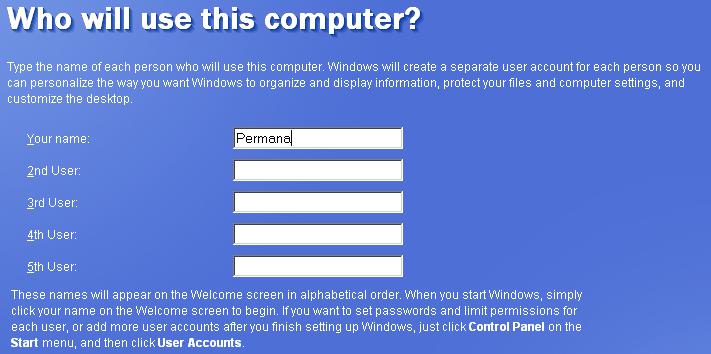 Who will use this computer?
Type the name of each person who will use this computer. Windows will create a separate user account for each person so you
can personalize the way you want Windows to organize and display information, protect your files and computer settings, and
customize the desktop.
Your name: Permana
2nd User:
3rd User:
4th User:
5th User:
These names will appear on the Welcome screen in alphabetical order. When you start Windows, simply
click your name on the Welcome screen to begin. If you want to set passwords and limit permissions for
each user, or add more user accounts after you finish setting up Windows, just click Control Panel on the
Start menu, and then click User Accounts.